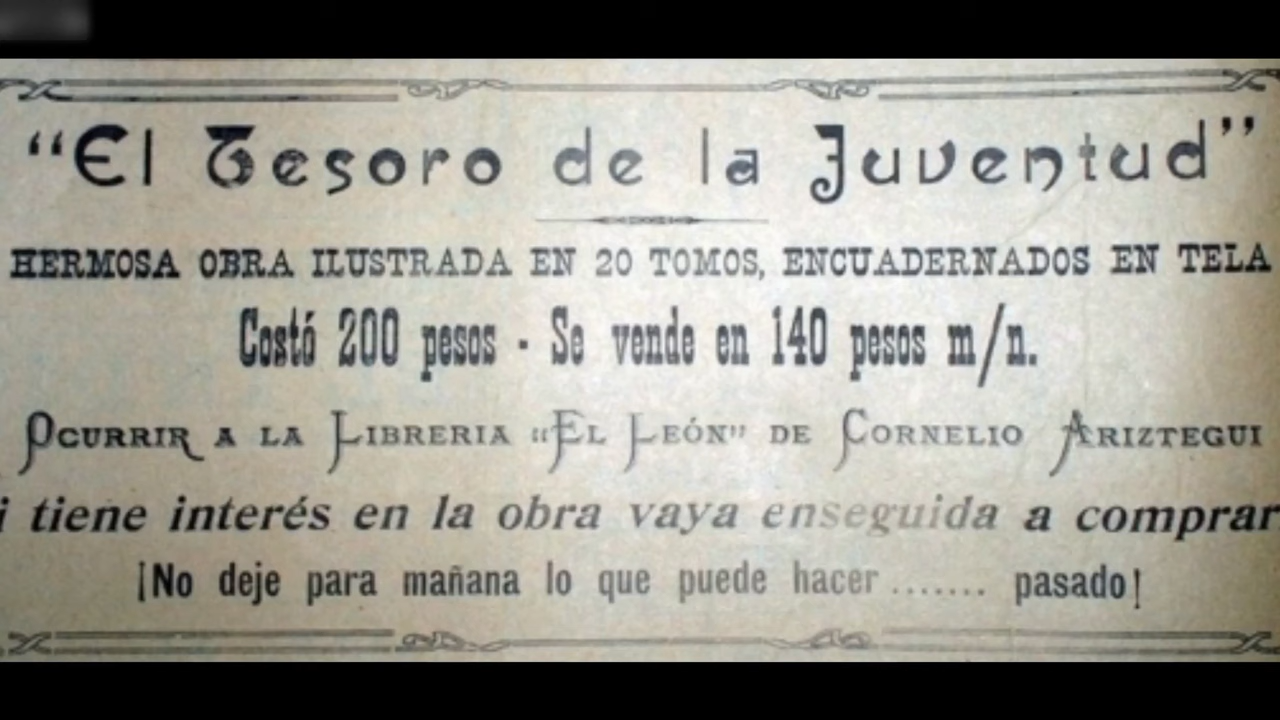 “El Tesoro de la Juventud”
HERMOSA OBRA ILUSTRADA EN 20 TOMOS, ENCUADERNADOS EN TELA
Costó 200 pesos - Se vende en 140 pesos m/n.
OCURRIR A LA LIBRERIA “EL LEÓN” DE CORNELIO ARIZTEGUI
i tiene interés en la obra vaya enseguida a comprar
¡No deje para mañana lo que puede hacer ....... pasado!